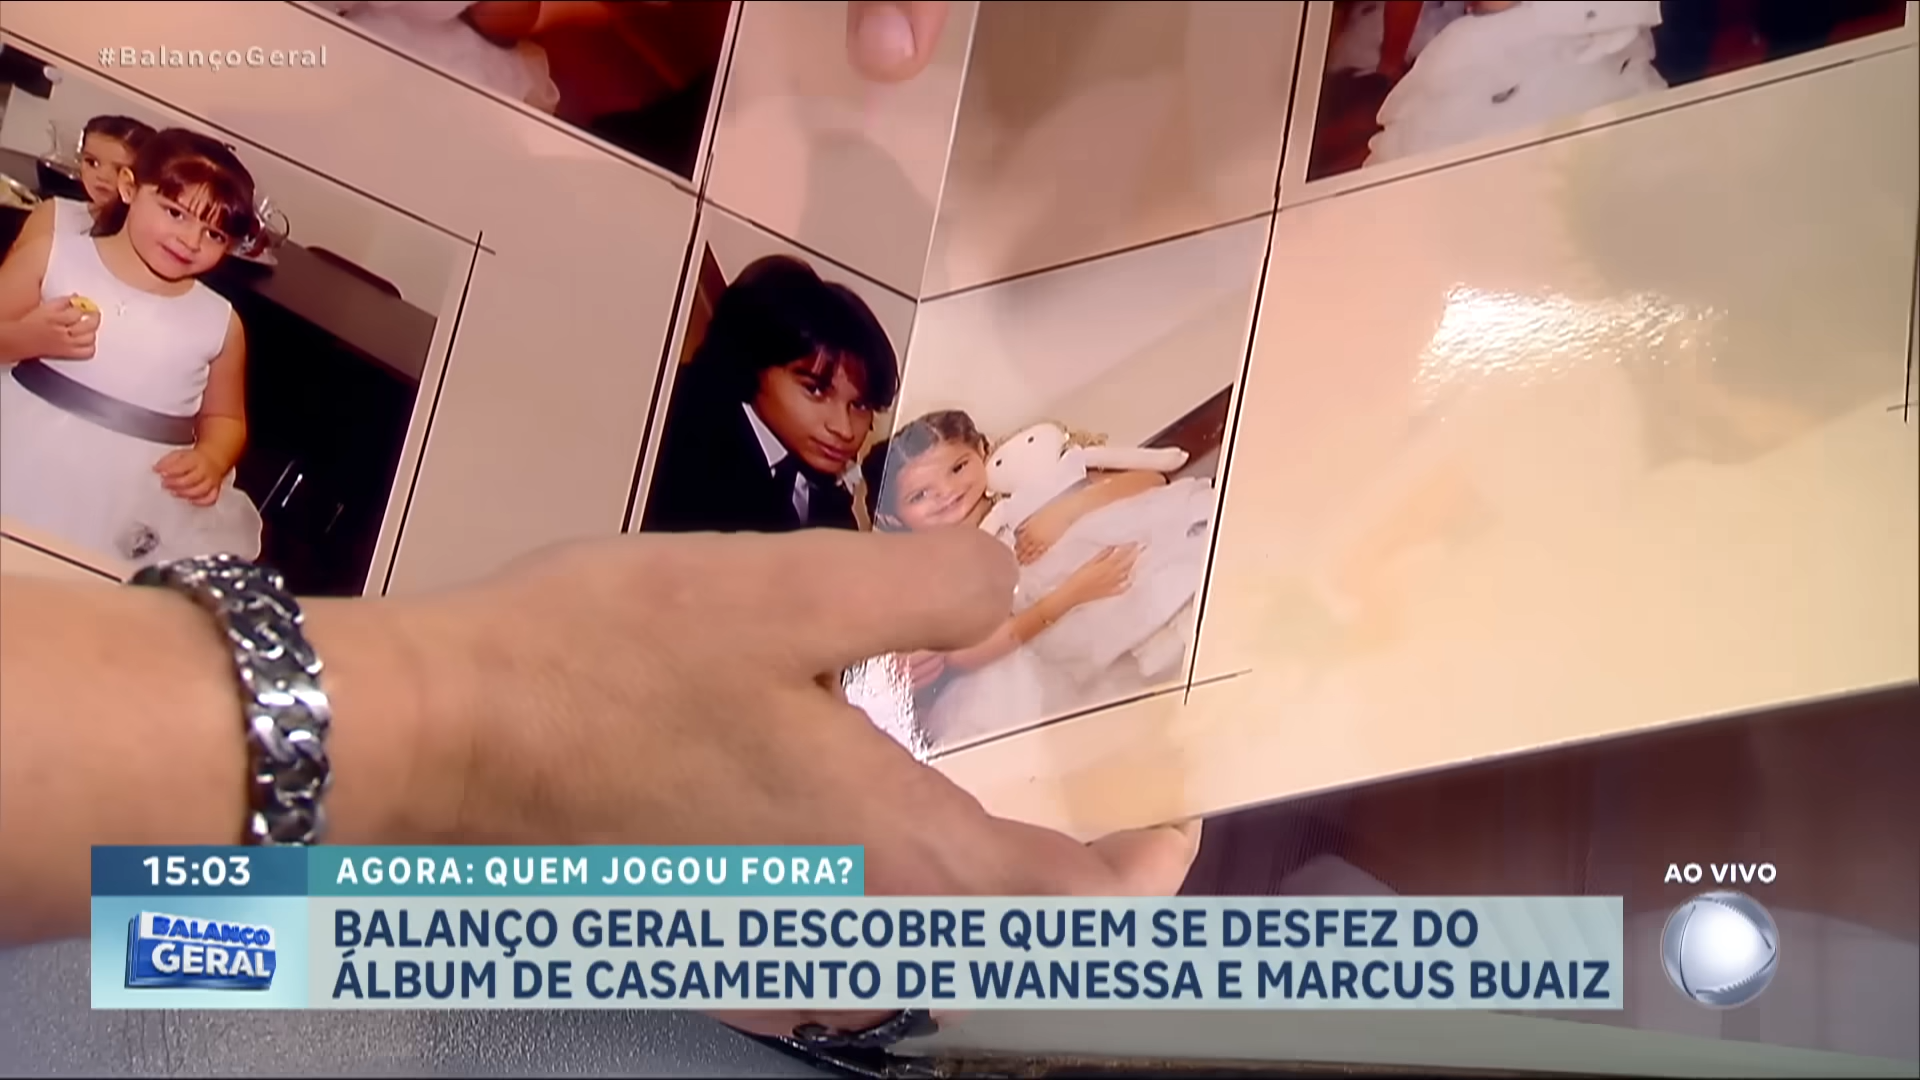 #BalançoGeral
15:03
AGORA: QUEM JOGOU FORA?
BALANÇO GERAL
BALANÇO GERAL DESCOBRE QUEM SE DESFEZ DO
ÁLBUM DE CASAMENTO DE WANESSA E MARCUS BUAIZ
AO VIVO